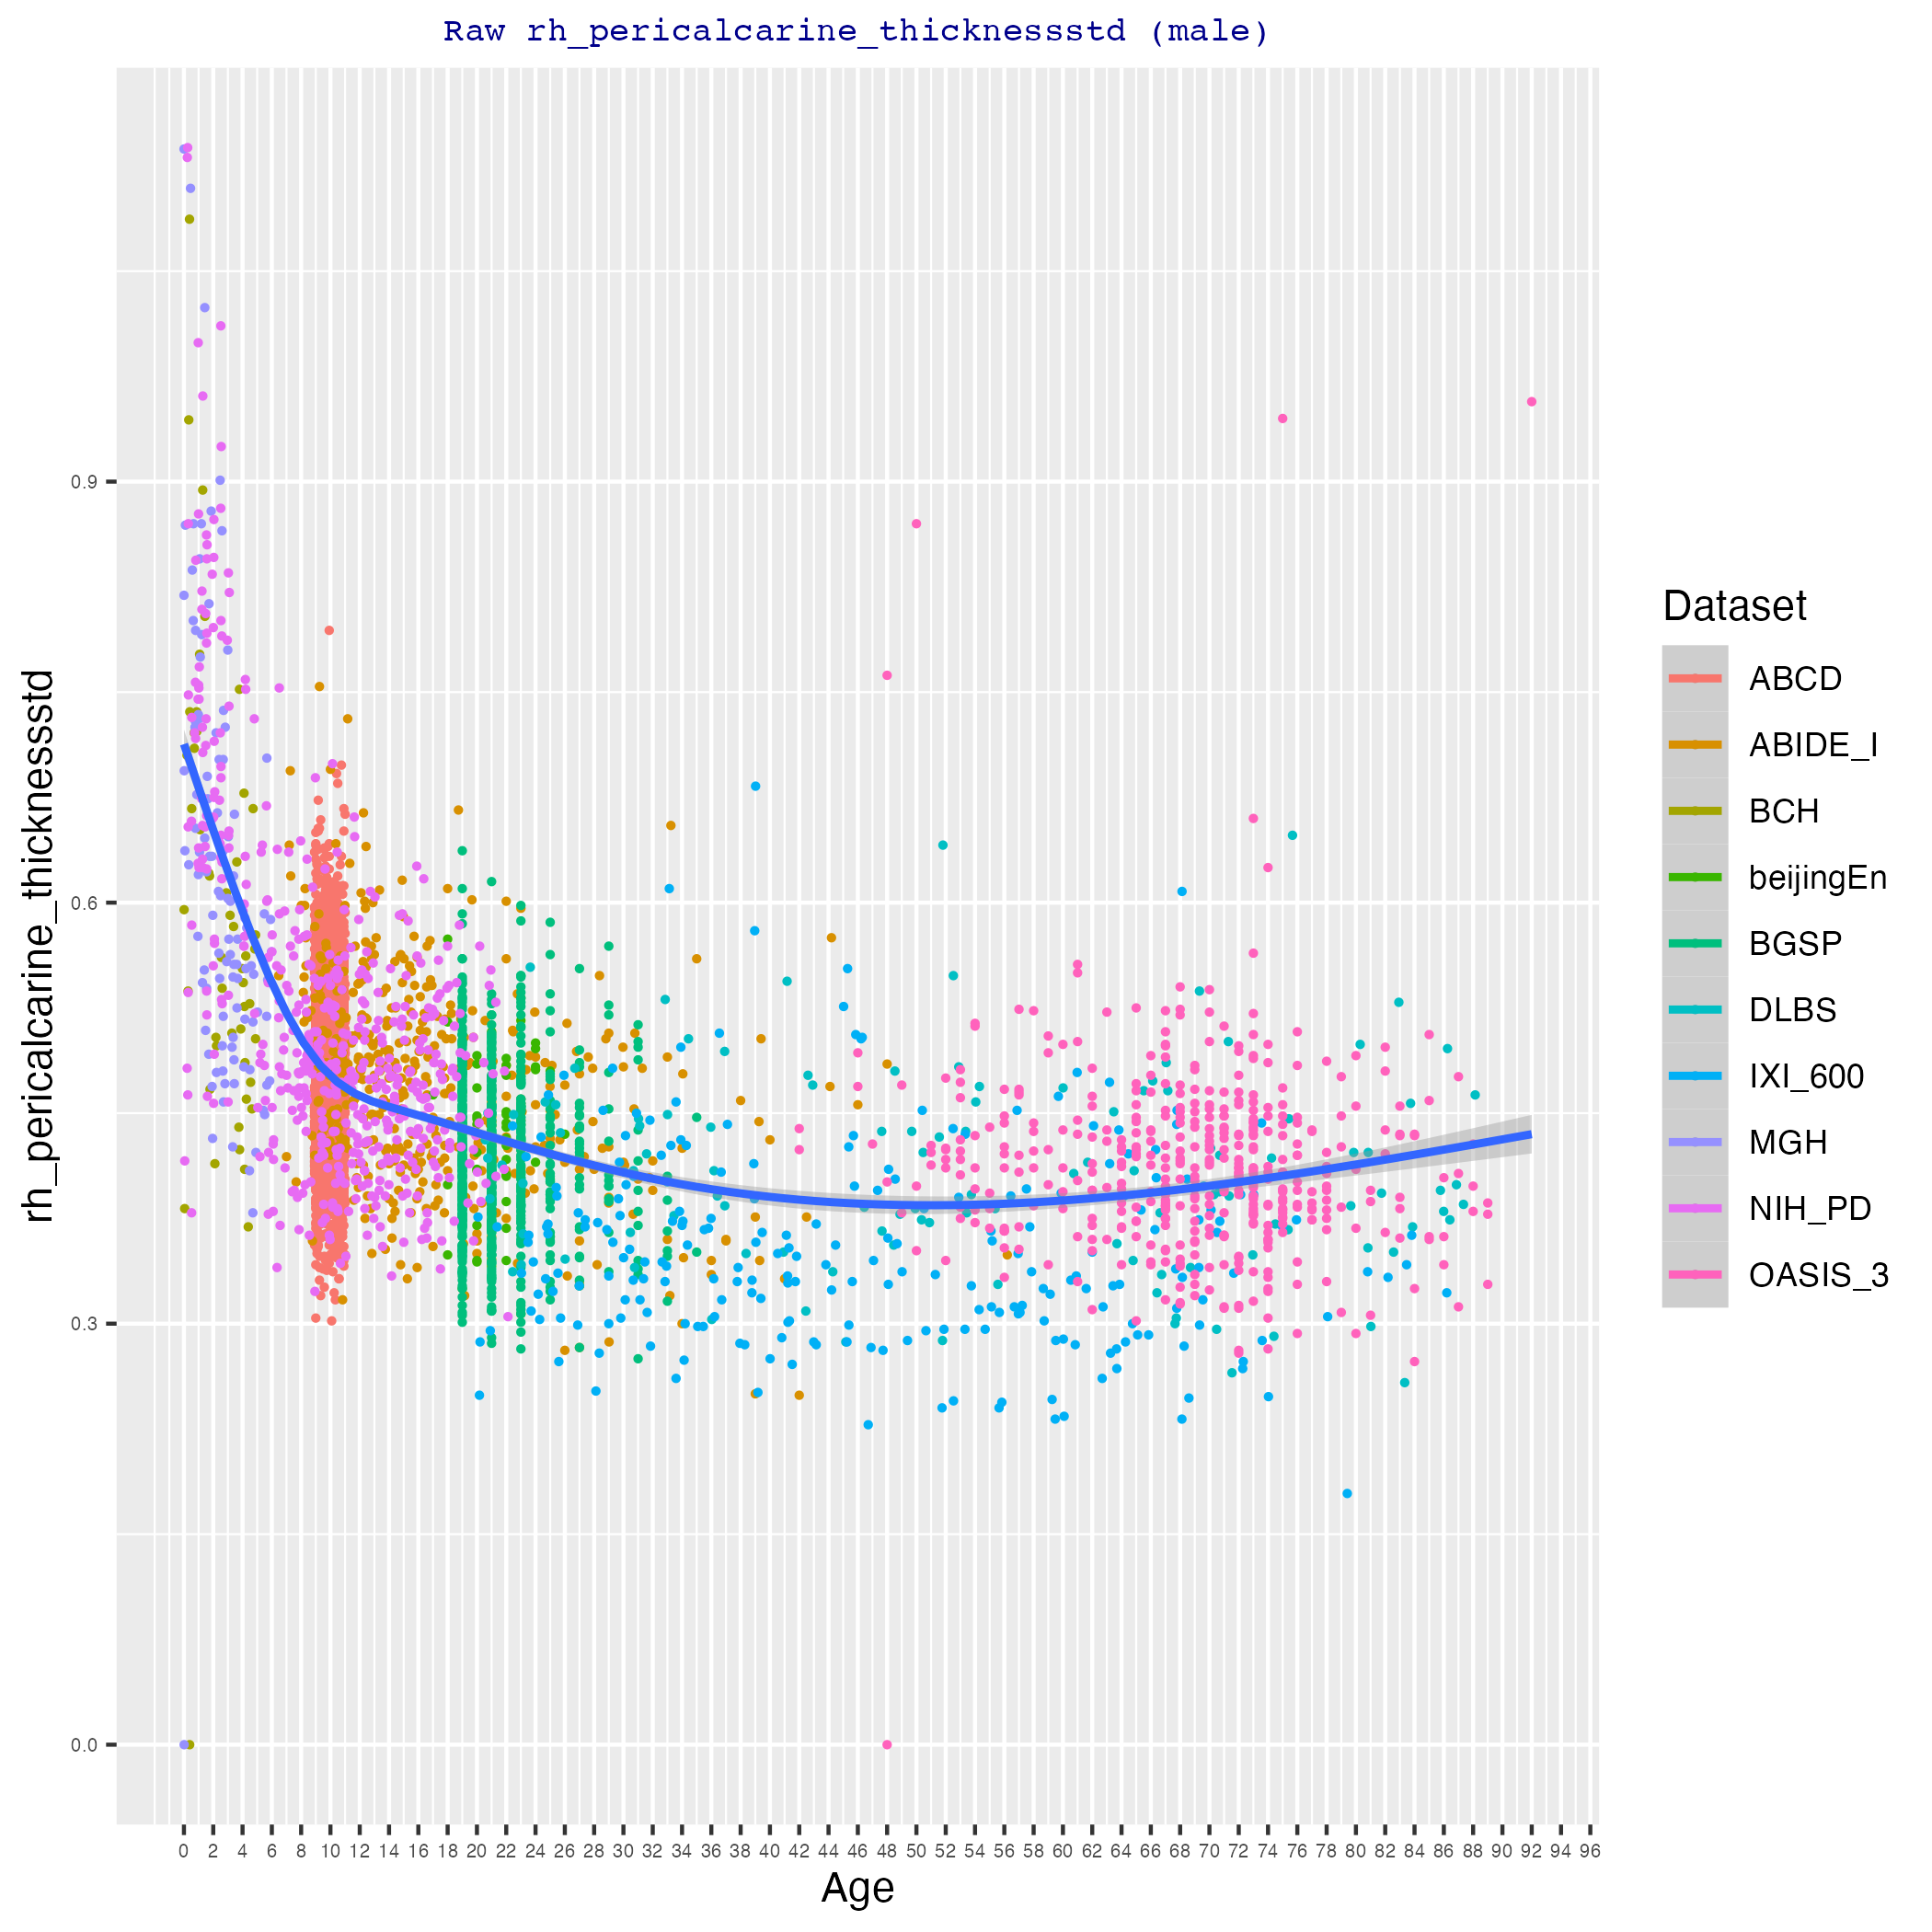 Raw rh_pericalcarine_thicknessstd (male)
rh_pericalcarine_thicknessstd
0.9
0.6
0.3
0.0
0 2 4 6 8 10 12 14 16 18 20 22 24 26 28 30 32 34 36 38 40 42 44 46 48 50 52 54 56 58 60 62 64 66 68 70 72 74 76 78 80 82 84 86 88 90 92 94 96
Age
Dataset
ABCD
ABIDE_I
BCH
beijingEn
BGSP
DLBS
IXI_600
MGH
NIH_PD
OASIS_3